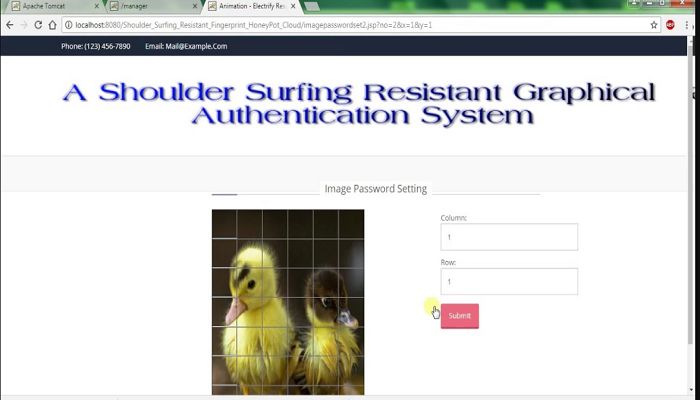 Apache Tomcat
/manager
Animation - Electrify Res
localhost:8080/Shoulder_Surfing_Resistant_Fingerprint_HoneyPot_Cloud/imagepasswordset2.jsp?no=2&x=1&y=1
Phone: (123) 456-7890 Email: Mail@Example.Com
A Shoulder Surfing Resistant Graphical
Authentication System
Image Password Setting
Column:
1
Row:
1
Submit